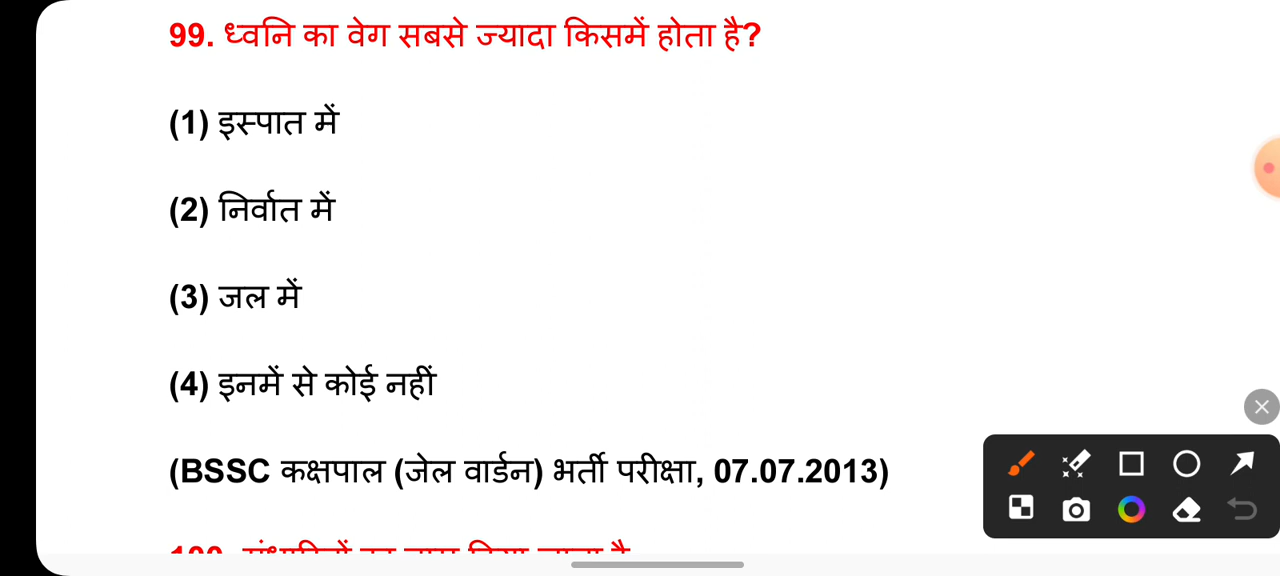 99. ध्वनि का वेग सबसे ज्यादा किसमें होता है?
(1) इस्पात में
(2) निर्वात में
(3) जल में
(4) इनमें से कोई नहीं
(BSSC कक्षपाल (जेल वार्डन) भर्ती परीक्षा, 07.07.2013)